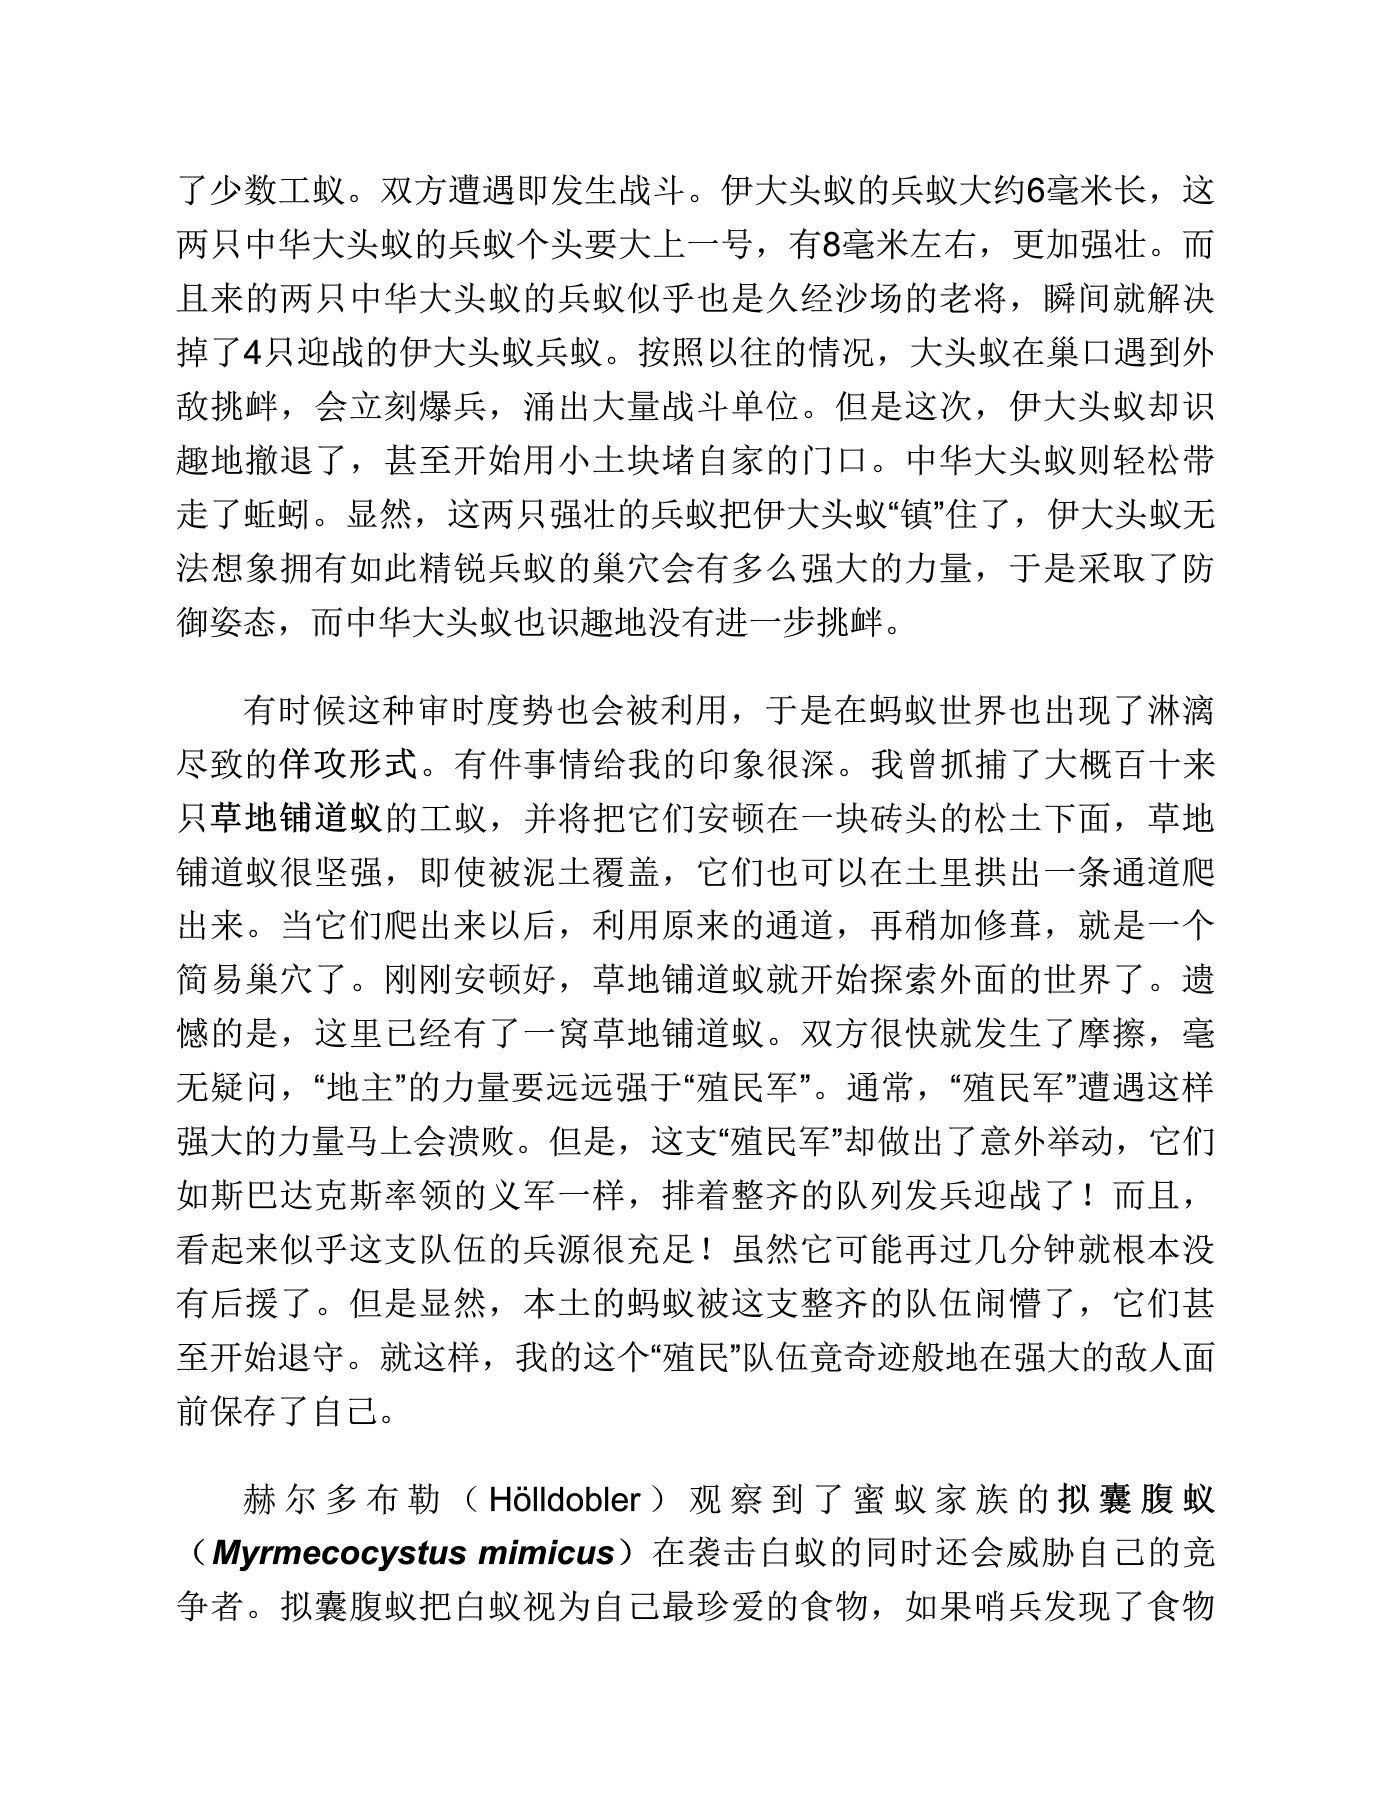 了少数工蚁。双方遭遇即发生战斗。伊大头蚁的兵蚁大约6毫米长，这
两只中华大头蚁的兵蚁个头要大上一号，有8毫米左右，更加强壮。而
且来的两只中华大头蚁的兵蚁似乎也是久经沙场的老将，瞬间就解决
掉了4只迎战的伊大头蚁兵蚁。按照以往的情况，大头蚁在巢口遇到外
敌挑衅，会立刻爆兵，涌出大量战斗单位。但是这次，伊大头蚁却识
趣地撤退了，甚至开始用小土块堵自家的门口。中华大头蚁则轻松带
走了蚯蚓。显然，这两只强壮的兵蚁把伊大头蚁“镇”住了，伊大头蚁无
法想象拥有如此精锐兵蚁的巢穴会有多么强大的力量，于是采取了防
御姿态，而中华大头蚁也识趣地没有进一步挑衅。
有时候这种审时度势也会被利用，于是在蚂蚁世界也出现了淋漓
尽致的佯攻形式。有件事情给我的印象很深。我曾抓捕了大概百十来
只草地铺道蚁的工蚁，并将把它们安顿在一块砖头的松土下面，草地
铺道蚁很坚强，即使被泥土覆盖，它们也可以在土里拱出一条通道爬
出来。当它们爬出来以后，利用原来的通道，再稍加修葺，就是一个
简易巢穴了。刚刚安顿好，草地铺道蚁就开始探索外面的世界了。遗
憾的是，这里已经有了一窝草地铺道蚁。双方很快就发生了摩擦，毫
无疑问，“地主”的力量要远远强于“殖民军”。通常，“殖民军”遭遇这样
强大的力量马上会溃败。但是，这支“殖民军”却做出了意外举动，它们
如斯巴达克斯率领的义军一样，排着整齐的队列发兵迎战了！而且，
看起来似乎这支队伍的兵源很充足！虽然它可能再过几分钟就根本没
有后援了。但是显然，本土的蚂蚁被这支整齐的队伍闹懵了，它们甚
至开始退守。就这样，我的这个“殖民”队伍竟奇迹般地在强大的敌人面
前保存了自己。
赫尔多布勒（Hölldobler）观察到了蜜蚁家族的拟囊腹蚁
（Myrmecocystus mimicus）在袭击白蚁的同时还会威胁自己的竞
争者。拟囊腹蚁把白蚁视为自己最珍爱的食物，如果哨兵发现了食物